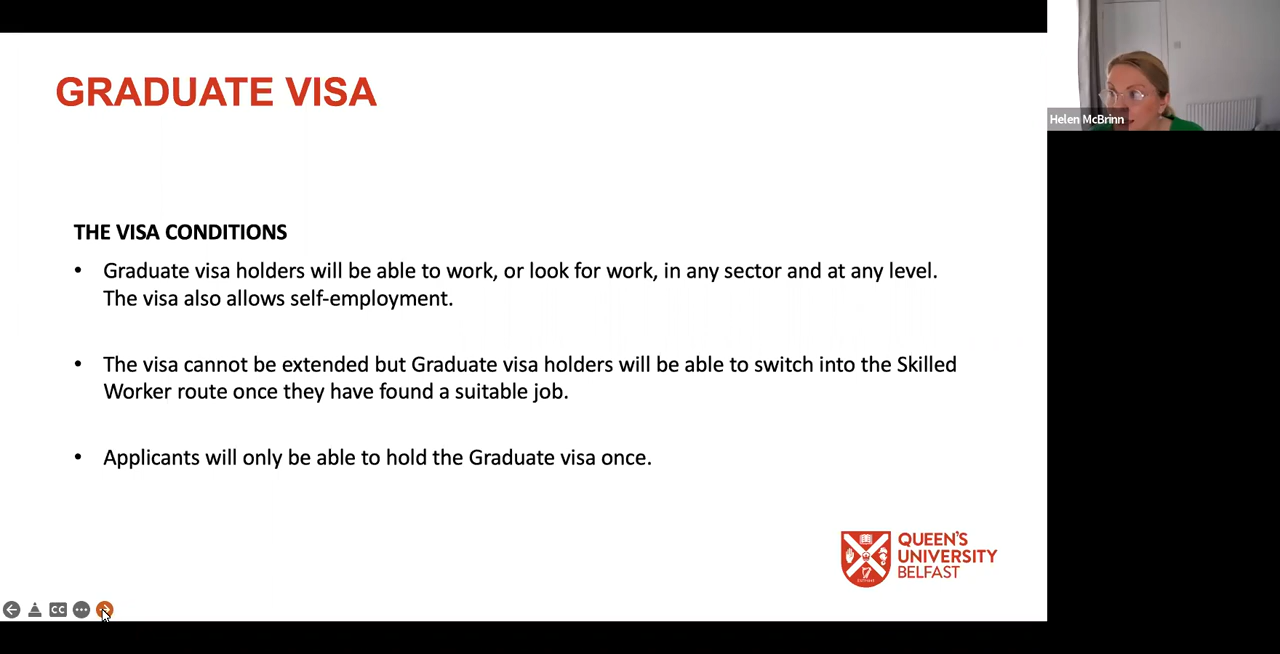 GRADUATE VISA
Helen McBrinn
THE VISA CONDITIONS
• Graduate visa holders will be able to work, or look for work, in any sector and at any level.
The visa also allows self-employment.
• The visa cannot be extended but Graduate visa holders will be able to switch into the Skilled
Worker route once they have found a suitable job.
• Applicants will only be able to hold the Graduate visa once.
QUEEN'S
UNIVERSITY
BELFAST
CC